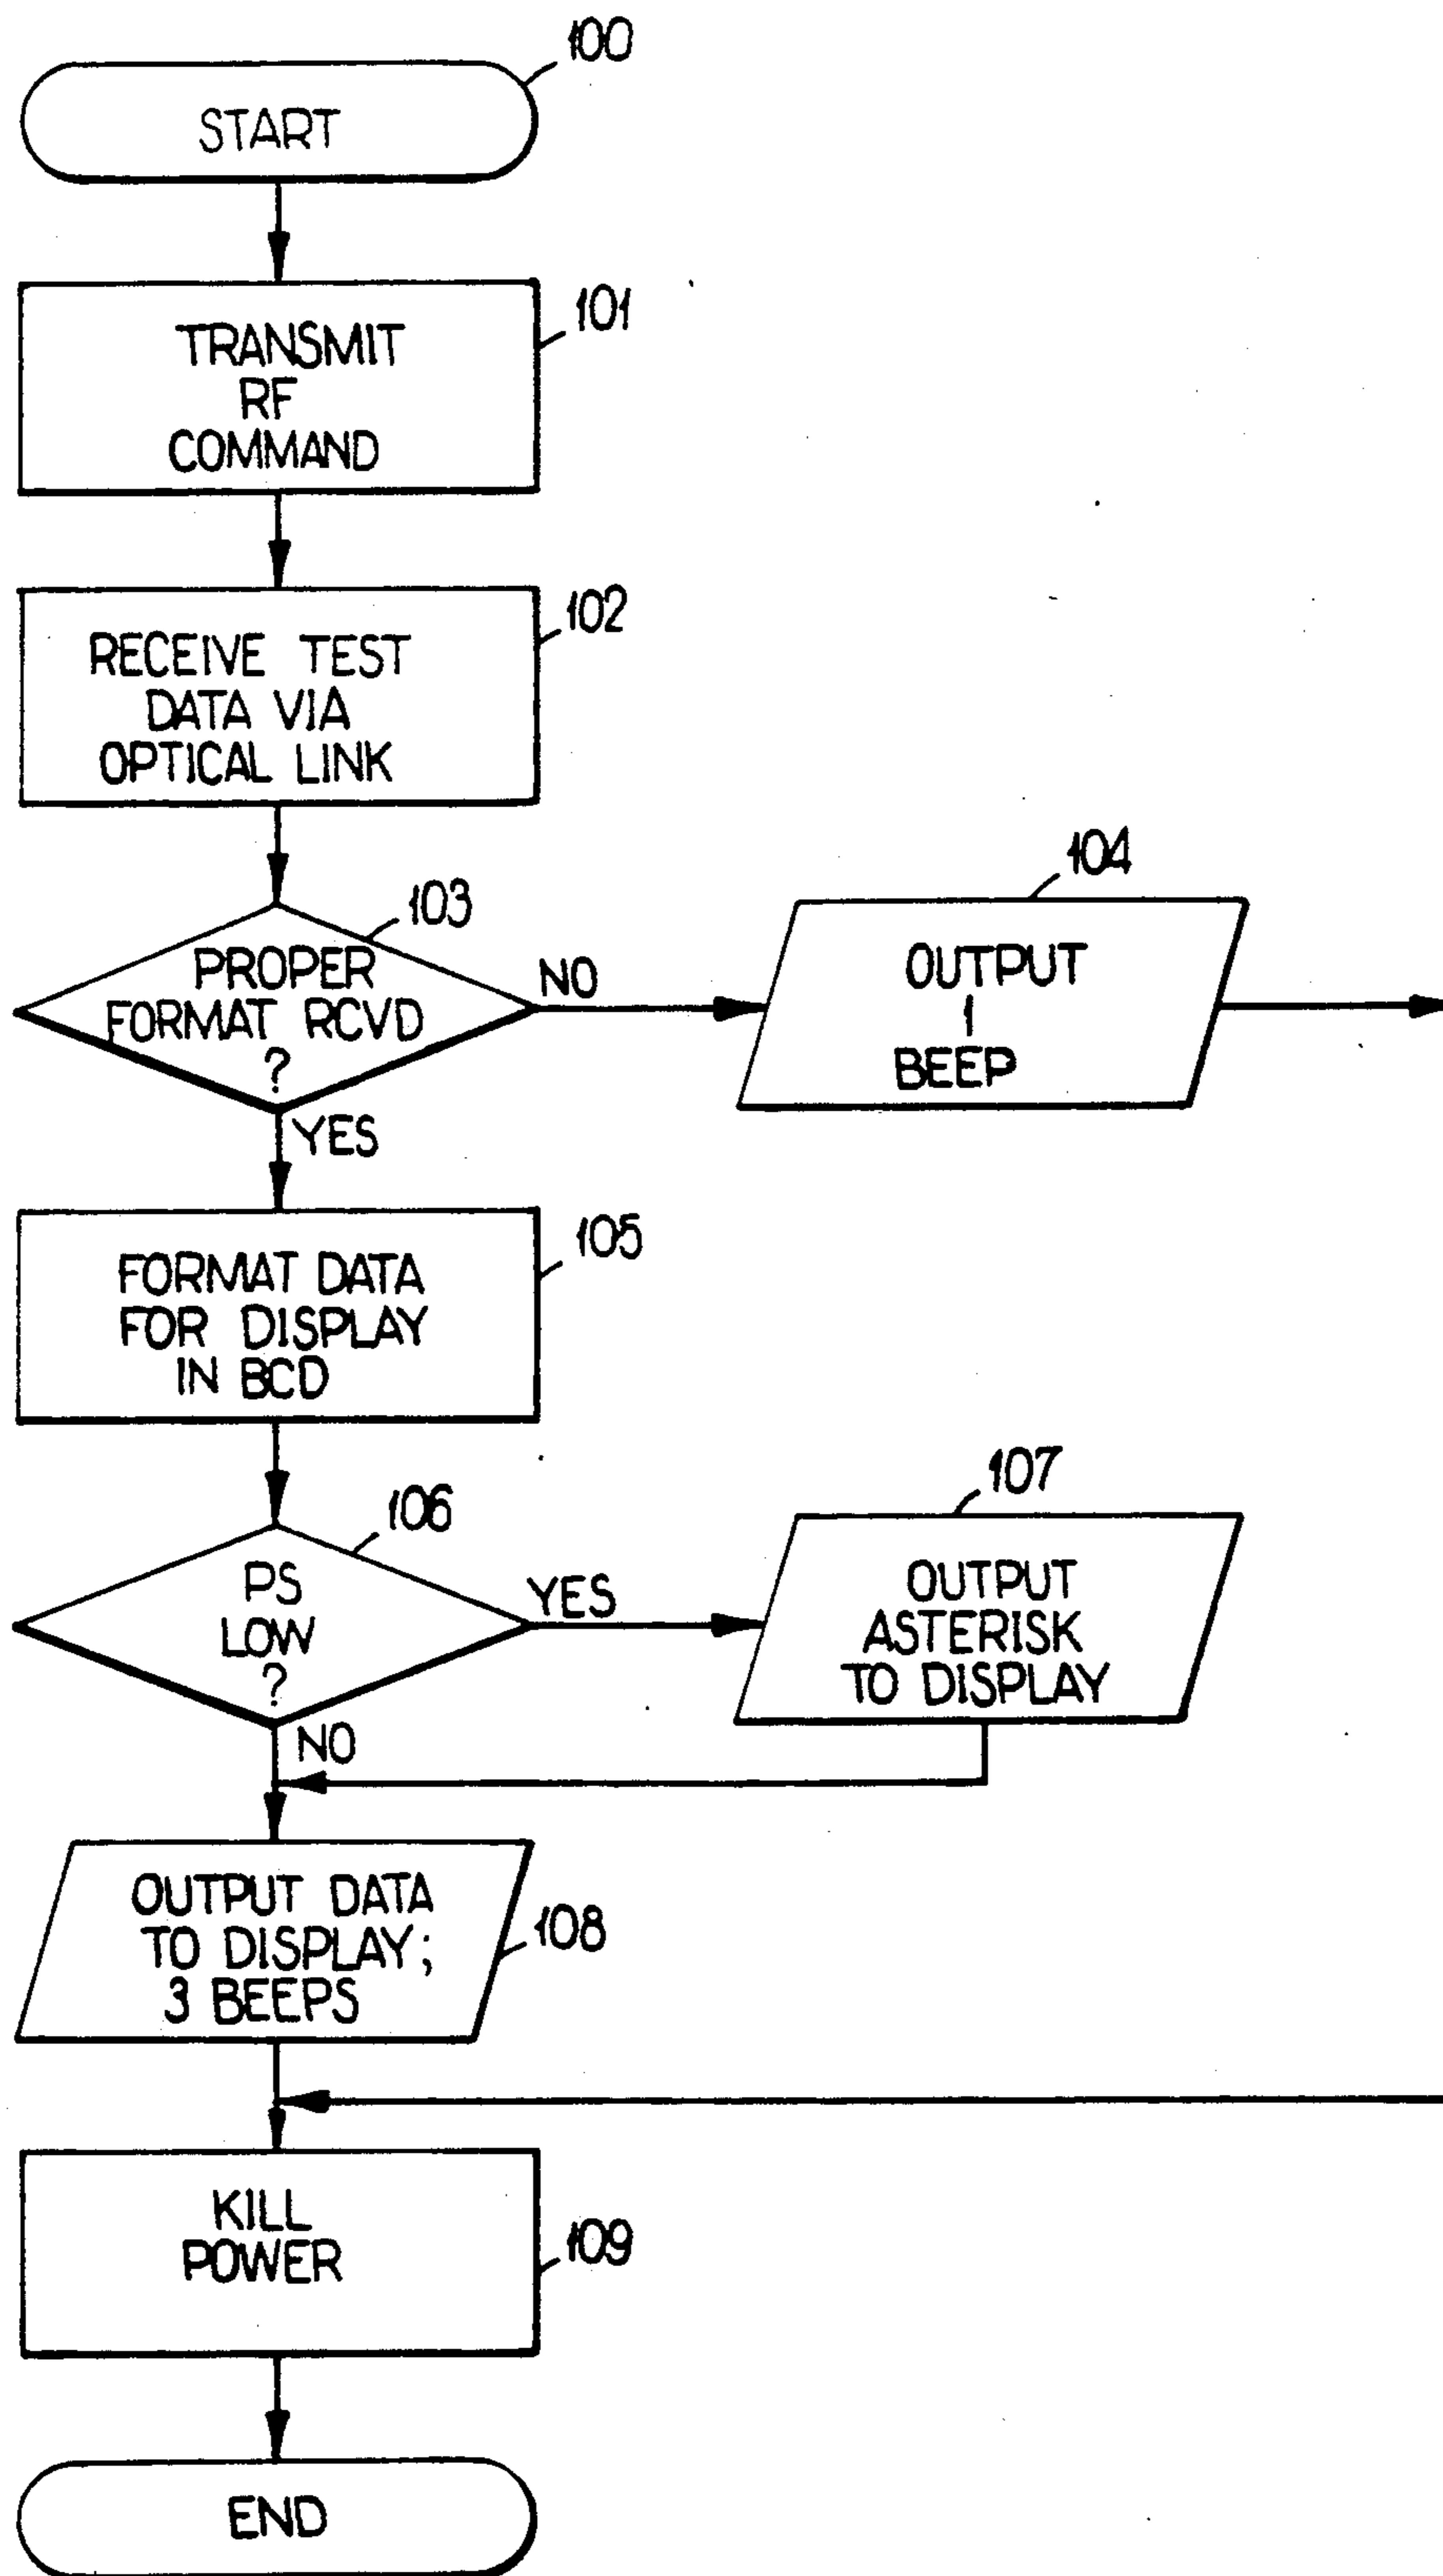 100
START
101
TRANSMIT
RF
COMMAND
102
RECEIVE TEST
DATA VIA
OPTICAL LINK
103
PROPER
FORMAT RCVD
?
NO
104
OUTPUT
1
BEEP
YES
105
FORMAT DATA
FOR DISPLAY
IN BCD
106
PS
LOW
?
YES
107
OUTPUT
ASTERISK
TO DISPLAY
NO
OUTPUT DATA
TO DISPLAY;
3 BEEPS
108
KILL
POWER
109
END